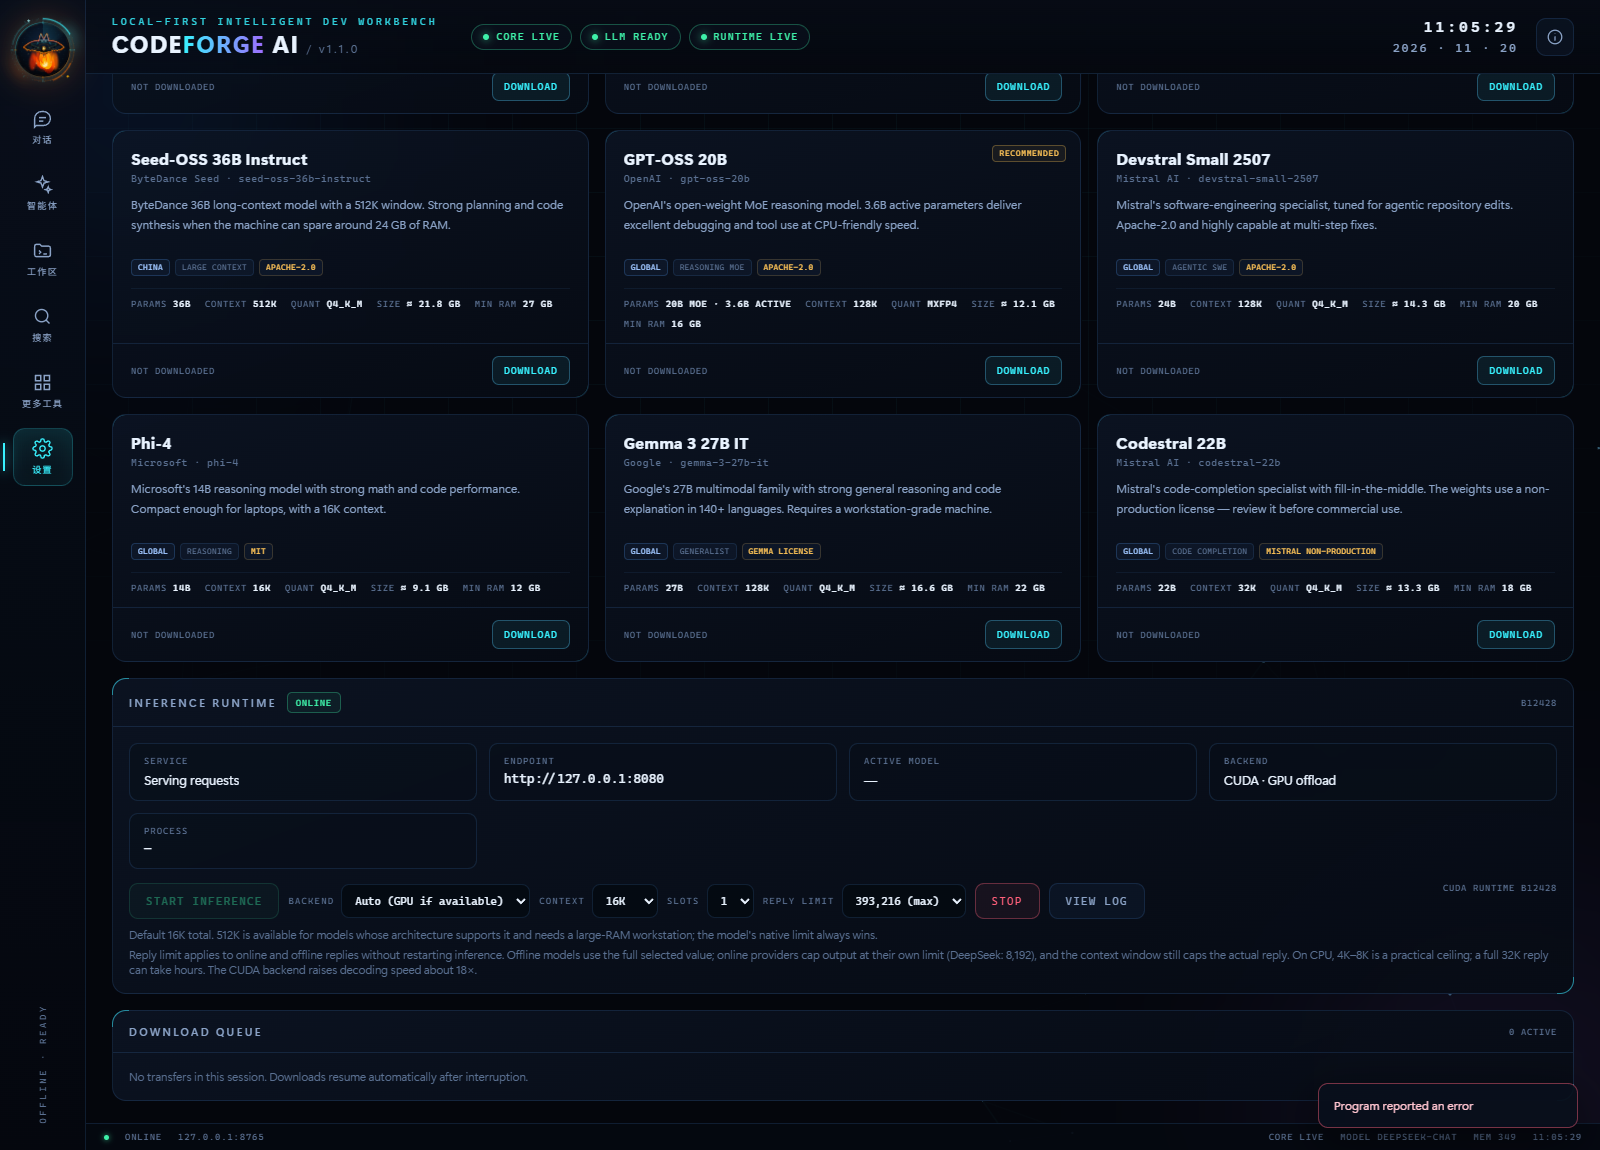 LOCAL-FIRST INTELLIGENT DEV WORKBENCH
CODEFORGE AI / v1.1.0
CORE LIVE
LLM READY
RUNTIME LIVE
11:05:29
2026 · 11 · 20
对话
智能体
工作区
搜索
更多工具
设置
OFFLINE · READY
NOT DOWNLOADED
DOWNLOAD
NOT DOWNLOADED
DOWNLOAD
NOT DOWNLOADED
DOWNLOAD
Seed-OSS 36B Instruct
ByteDance Seed · seed-oss-36b-instruct
ByteDance 36B long-context model with a 512K window. Strong planning and code
synthesis when the machine can spare around 24 GB of RAM.
CHINA LARGE CONTEXT APACHE-2.0
PARAMS 36B CONTEXT 512K QUANT Q4_K_M SIZE ≈ 21.8 GB MIN RAM 27 GB
NOT DOWNLOADED
DOWNLOAD
GPT-OSS 20B
RECOMMENDED
OpenAI · gpt-oss-20b
OpenAI's open-weight MoE reasoning model. 3.6B active parameters deliver
excellent debugging and tool use at CPU-friendly speed.
GLOBAL REASONING MOE APACHE-2.0
PARAMS 20B MOE · 3.6B ACTIVE CONTEXT 128K QUANT MXFP4 SIZE ≈ 12.1 GB
MIN RAM 16 GB
NOT DOWNLOADED
DOWNLOAD
Devstral Small 2507
Mistral AI · devstral-small-2507
Mistral's software-engineering specialist, tuned for agentic repository edits.
Apache-2.0 and highly capable at multi-step fixes.
GLOBAL AGENTIC SWE APACHE-2.0
PARAMS 24B CONTEXT 128K QUANT Q4_K_M SIZE ≈ 14.3 GB MIN RAM 20 GB
NOT DOWNLOADED
DOWNLOAD
Phi-4
Microsoft · phi-4
Microsoft's 14B reasoning model with strong math and code performance.
Compact enough for laptops, with a 16K context.
GLOBAL REASONING MIT
PARAMS 14B CONTEXT 16K QUANT Q4_K_M SIZE ≈ 9.1 GB MIN RAM 12 GB
NOT DOWNLOADED
DOWNLOAD
Gemma 3 27B IT
Google · gemma-3-27b-it
Google's 27B multimodal family with strong general reasoning and code
explanation in 140+ languages. Requires a workstation-grade machine.
GLOBAL GENERALIST GEMMA LICENSE
PARAMS 27B CONTEXT 128K QUANT Q4_K_M SIZE ≈ 16.6 GB MIN RAM 22 GB
NOT DOWNLOADED
DOWNLOAD
Codestral 22B
Mistral AI · codestral-22b
Mistral's code-completion specialist with fill-in-the-middle. The weights use a non-
production license — review it before commercial use.
GLOBAL CODE COMPLETION MISTRAL NON-PRODUCTION
PARAMS 22B CONTEXT 32K QUANT Q4_K_M SIZE ≈ 13.3 GB MIN RAM 18 GB
NOT DOWNLOADED
DOWNLOAD
INFERENCE RUNTIME ONLINE
B12428
SERVICE
Serving requests
ENDPOINT
http://127.0.0.1:8080
ACTIVE MODEL
—
BACKEND
CUDA · GPU offload
PROCESS
—
START INFERENCE BACKEND Auto (GPU if available) CONTEXT 16K SLOTS 1 REPLY LIMIT 393,216 (max) STOP VIEW LOG
CUDA RUNTIME B12428
Default 16K total. 512K is available for models whose architecture supports it and needs a large-RAM workstation; the model's native limit always wins.
Reply limit applies to online and offline replies without restarting inference. Offline models use the full selected value; online providers cap output at their own limit (DeepSeek: 8,192), and the context window still caps the actual reply. On CPU, 4K–8K is a practical ceiling; a full 32K reply
can take hours. The CUDA backend raises decoding speed about 18×.
DOWNLOAD QUEUE
0 ACTIVE
No transfers in this session. Downloads resume automatically after interruption.
Program reported an error
ONLINE 127.0.0.1:8765
CORE LIVE MODEL DEEPSEEK-CHAT MEM 349 11:05:29